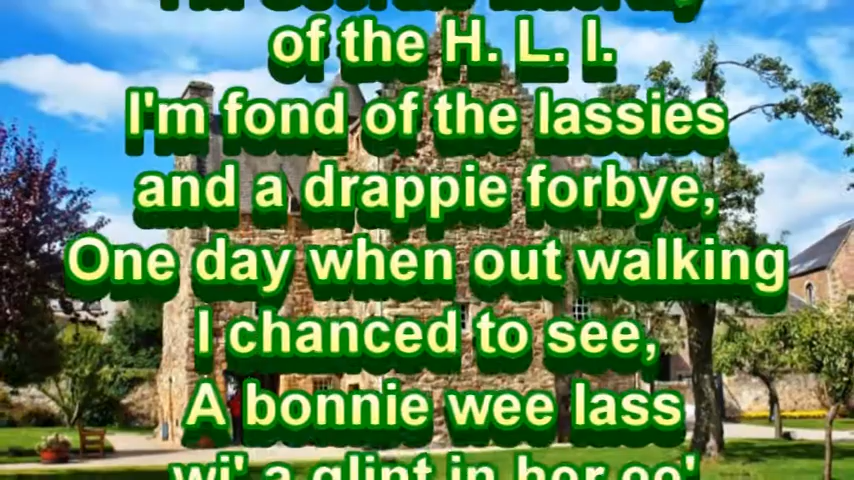 of the H. L. I.
I'm fond of the lassies
and a drappie forbye,
One day when out walking
I chanced to see,
A bonnie wee lass
wi' a glint in her ee'